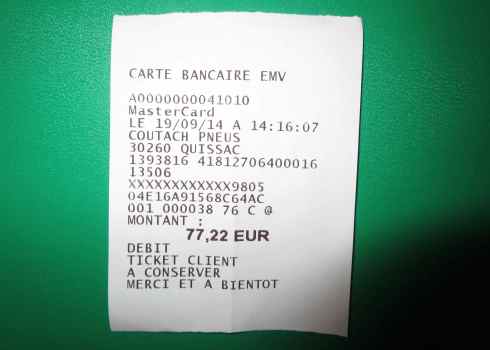 CARTE BANCAIRE EMV
A0000000041010
MasterCard
LE 19/09/14 A 14:16:07
COUTACH PNEUS
30260 QUISSAC
1393816 41812706400016
13506
XXXXXXXXXXXX9805
04E16A91568C64AC
001 000038 76 C @
MONTANT :
77,22 EUR
DEBIT
TICKET CLIENT
A CONSERVER
MERCI ET A BIENTOT